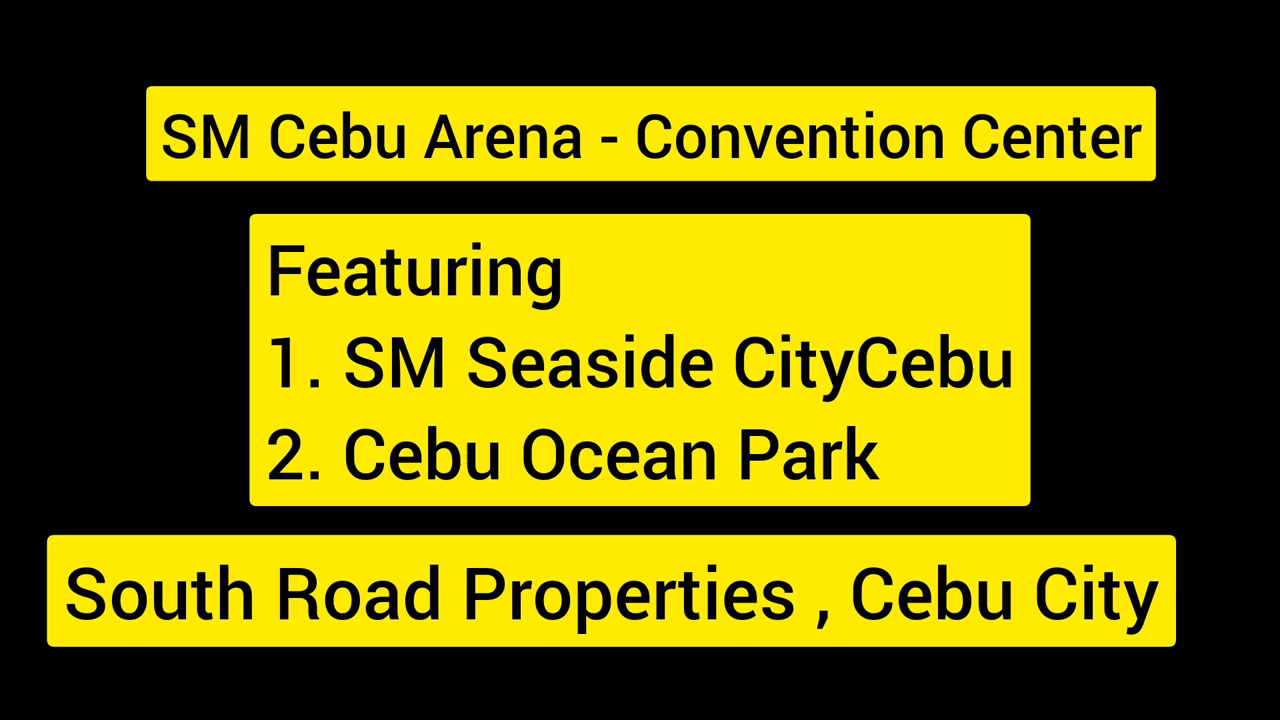 SM Cebu Arena - Convention Center
Featuring
1. SM Seaside CityCebu
2. Cebu Ocean Park
South Road Properties , Cebu City